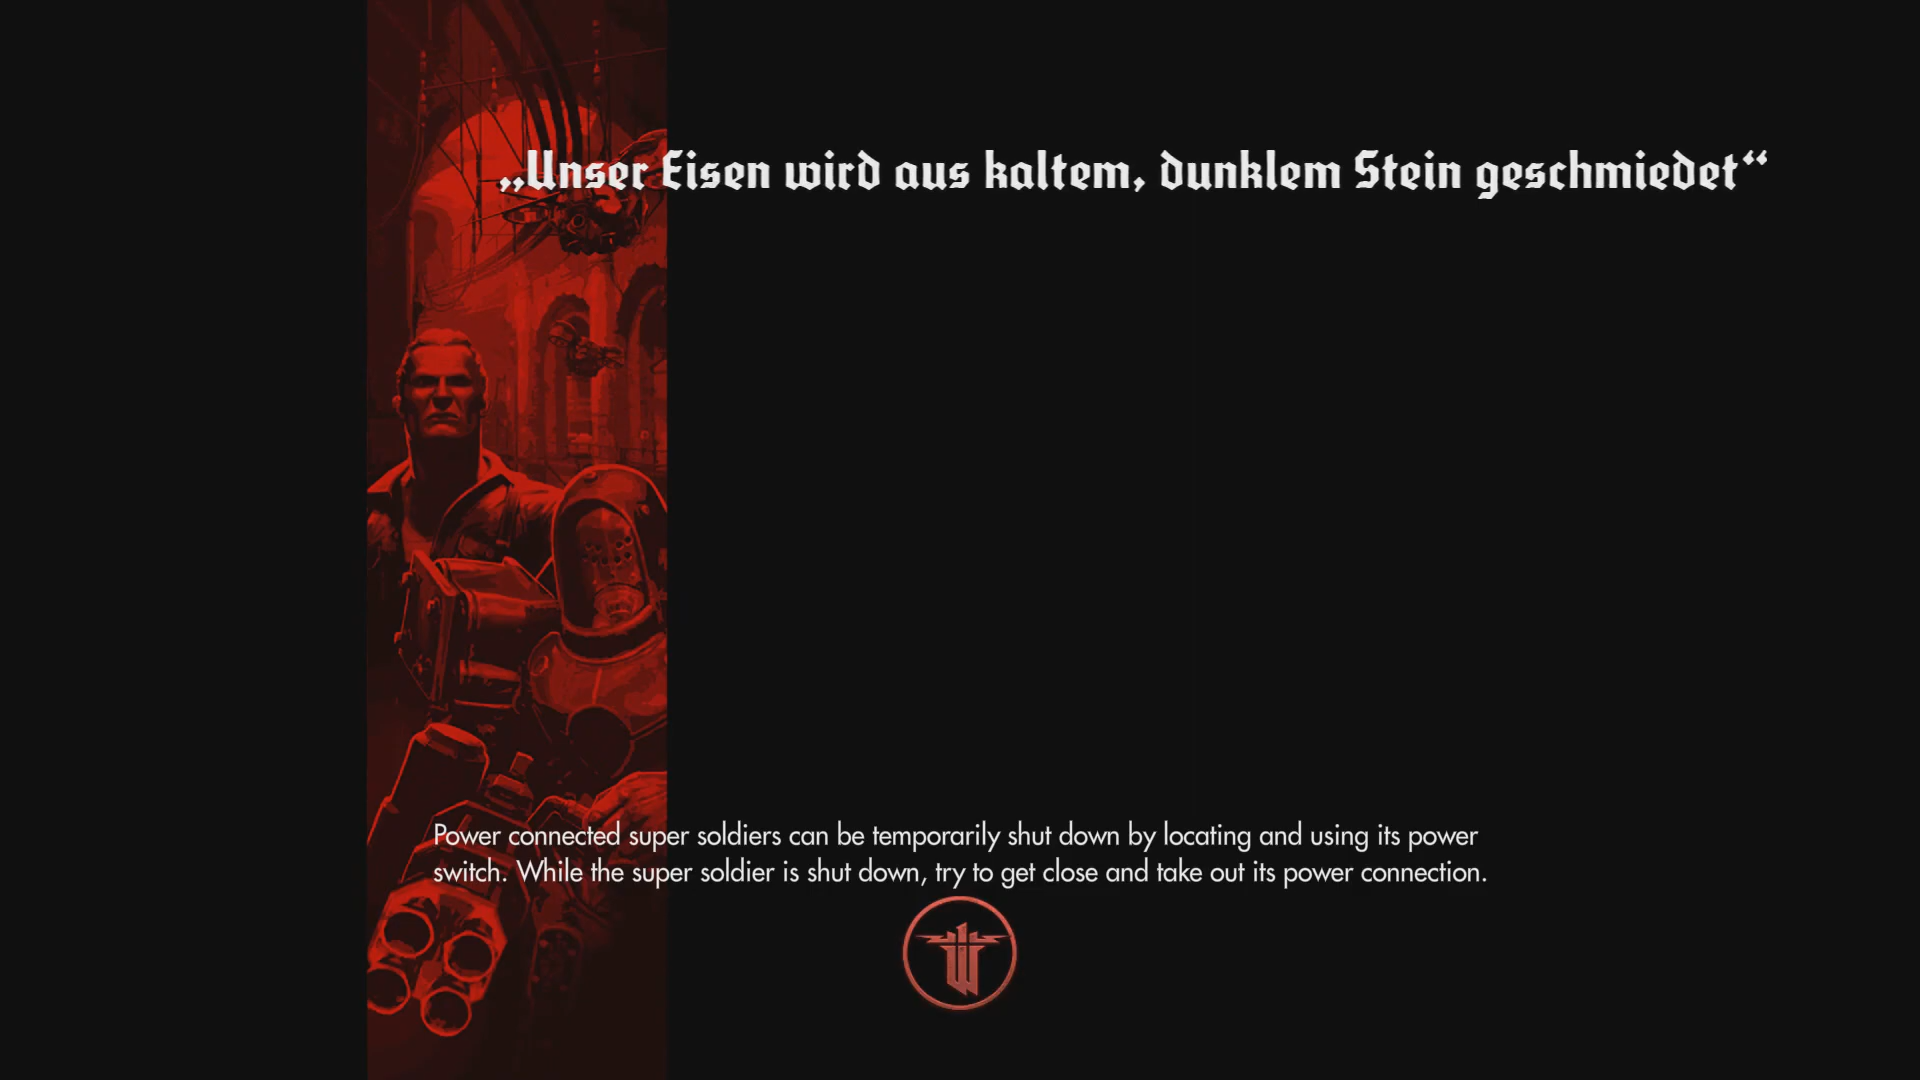 „Unser Eisen wird aus kaltem, dunklem Stein geschmiedet“
Power connected super soldiers can be temporarily shut down by locating and using its power
switch. While the super soldier is shut down, try to get close and take out its power connection.